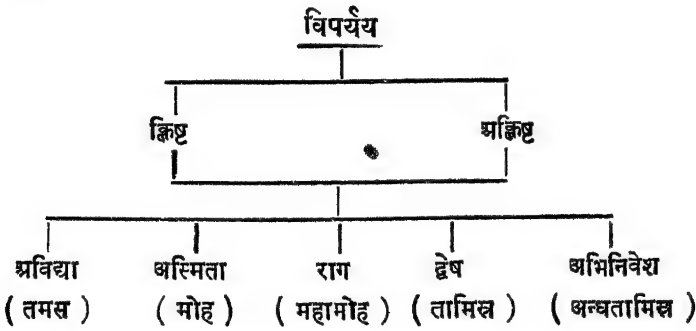 विपर्यय
क्लिष्ट अक्लिष्ट
अविद्या अस्मिता राग द्वेष अभिनिवेश
( तमस ) ( मोह ) ( महामोह ) ( तामिस्र ) ( अन्धतामिस्र )